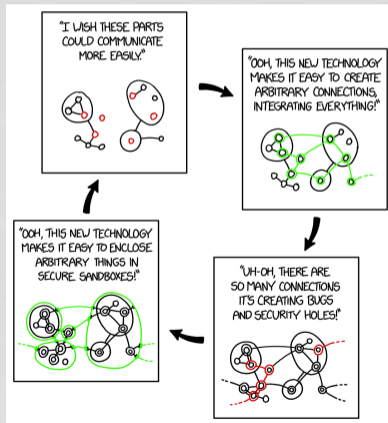 "I WISH THESE PARTS
COULD COMMUNICATE
MORE EASILY."
"OOH, THIS NEW TECHNOLOGY
MAKES IT EASY TO CREATE
ARBITRARY CONNECTIONS,
INTEGRATING EVERYTHING!"
"UH-OH, THERE ARE
SO MANY CONNECTIONS
IT'S CREATING BUGS
AND SECURITY HOLES!"
"OOH, THIS NEW TECHNOLOGY
MAKES IT EASY TO ENCLOSE
ARBITRARY THINGS IN
SECURE SANDBOXES!"